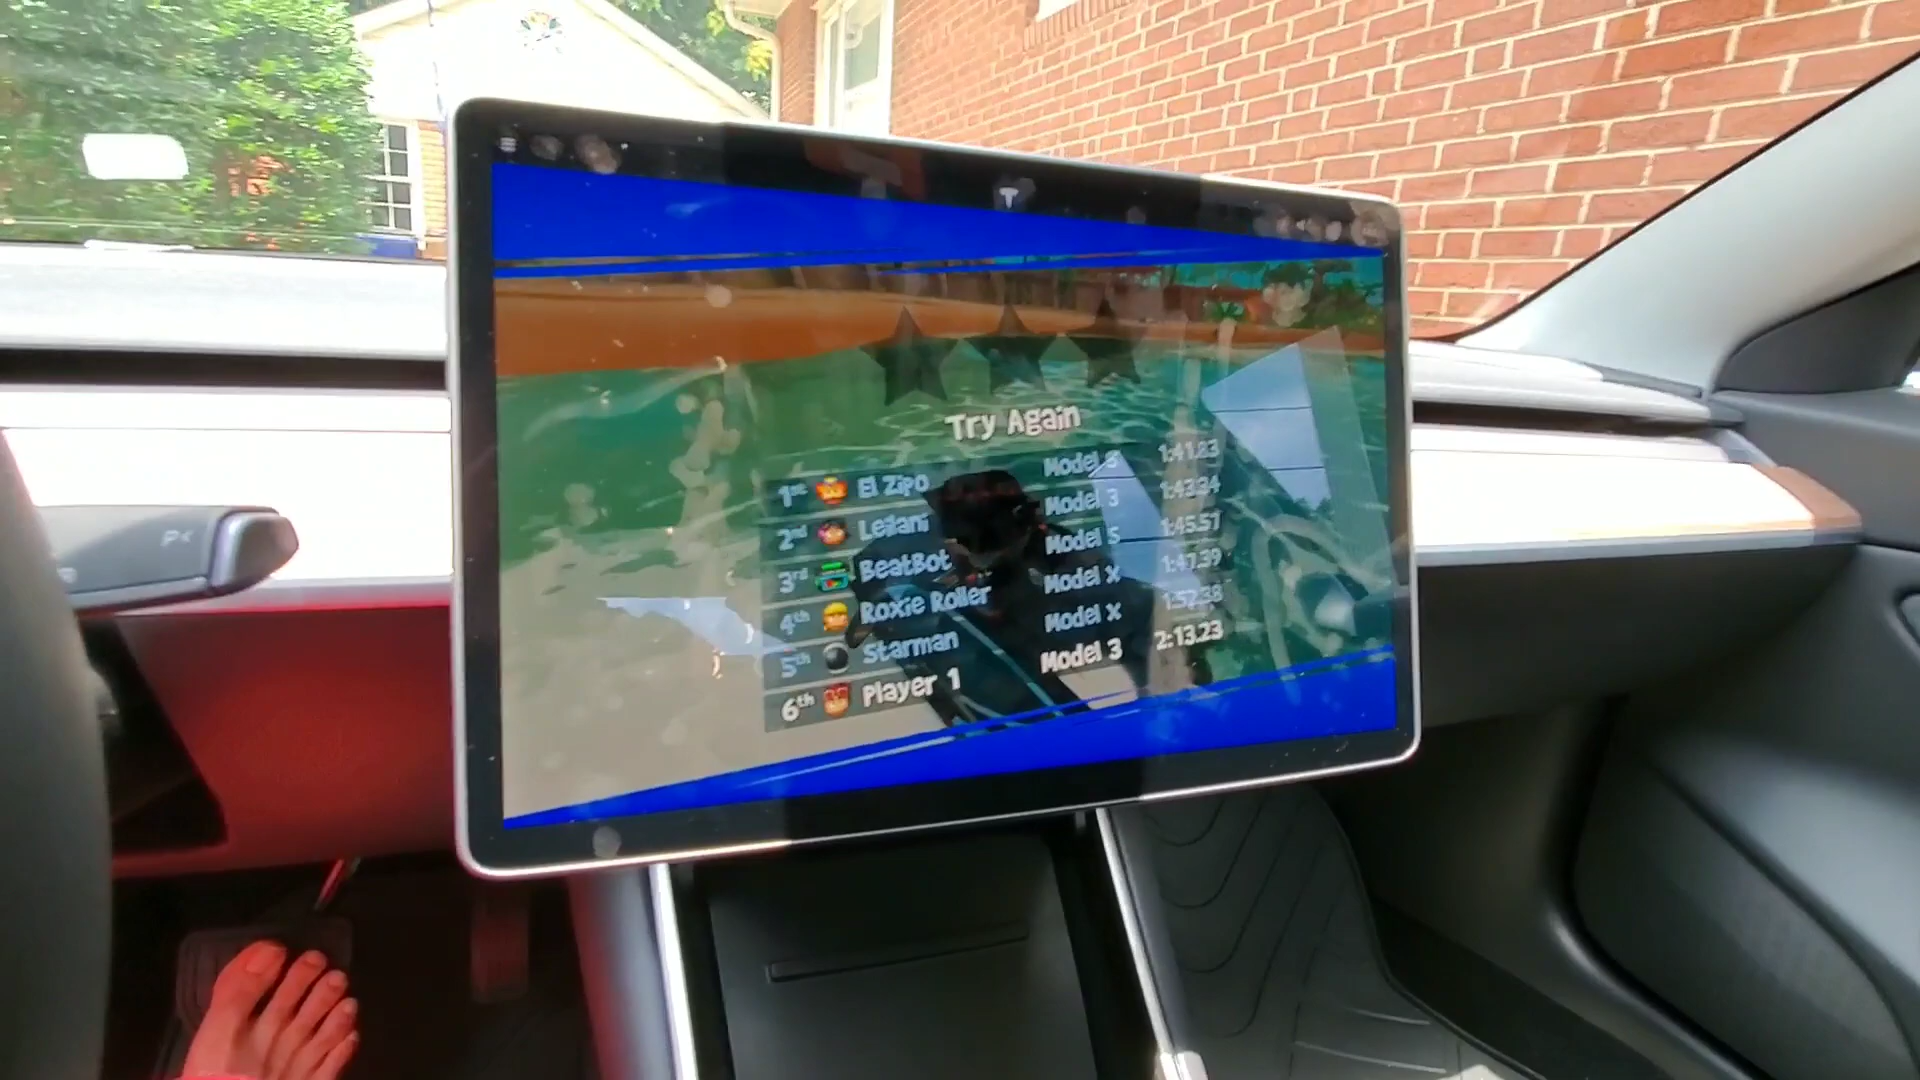 Try Again
1st El Zipo Model S 1:41.83
2nd Leilani Model 3 1:43.34
3rd BeatBot Model S 1:45.57
4th Roxie Roller Model X 1:47.39
5th Starman Model X 1:52.38
6th Player 1 Model 3 2:13.23
P<